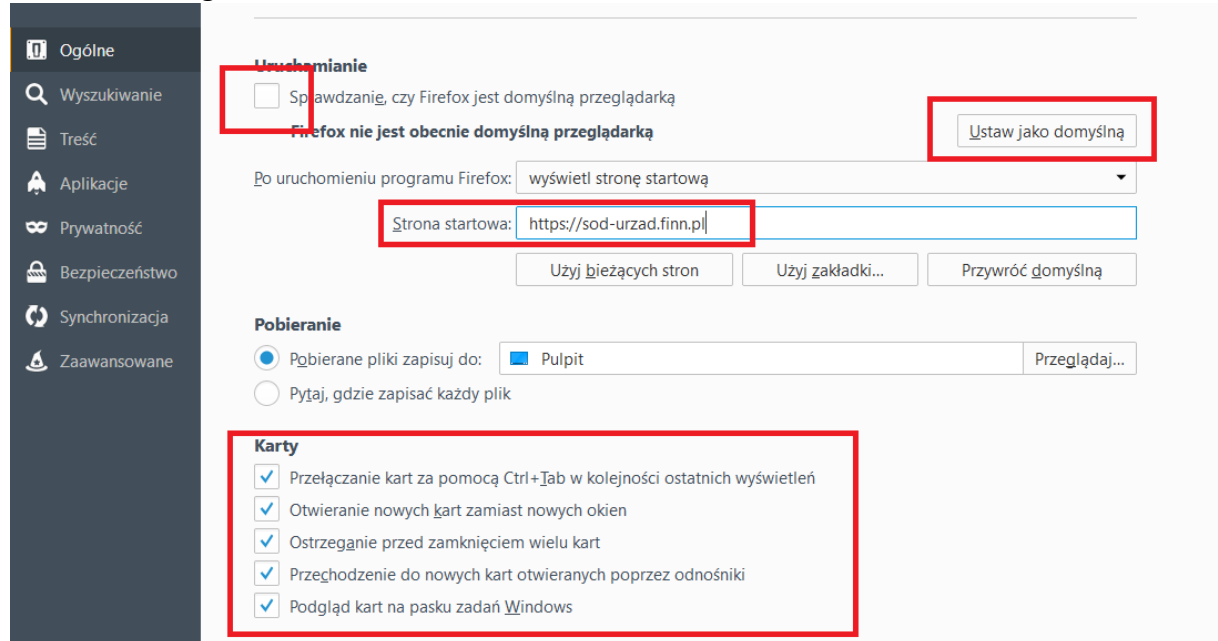 Ogólne
Wyszukiwanie
Treść
Aplikacje
Prywatność
Bezpieczeństwo
Synchronizacja
Zaawansowane
Uruchamianie
Sprawdzanie, czy Firefox jest domyślną przeglądarką
Firefox nie jest obecnie domyślną przeglądarką
Ustaw jako domyślną
Po uruchomieniu programu Firefox: wyświetl stronę startową
Strona startowa: https://sod-urzad.finn.pl
Użyj bieżących stron Użyj zakładki... Przywróć domyślną
Pobieranie
Pobierane pliki zapisuj do: Pulpit Przeglądaj...
Pytaj, gdzie zapisać każdy plik
Karty
Przełączanie kart za pomocą Ctrl+Tab w kolejności ostatnich wyświetleń
Otwieranie nowych kart zamiast nowych okien
Ostrzeganie przed zamknięciem wielu kart
Przechodzenie do nowych kart otwieranych poprzez odnośniki
Podgląd kart na pasku zadań Windows